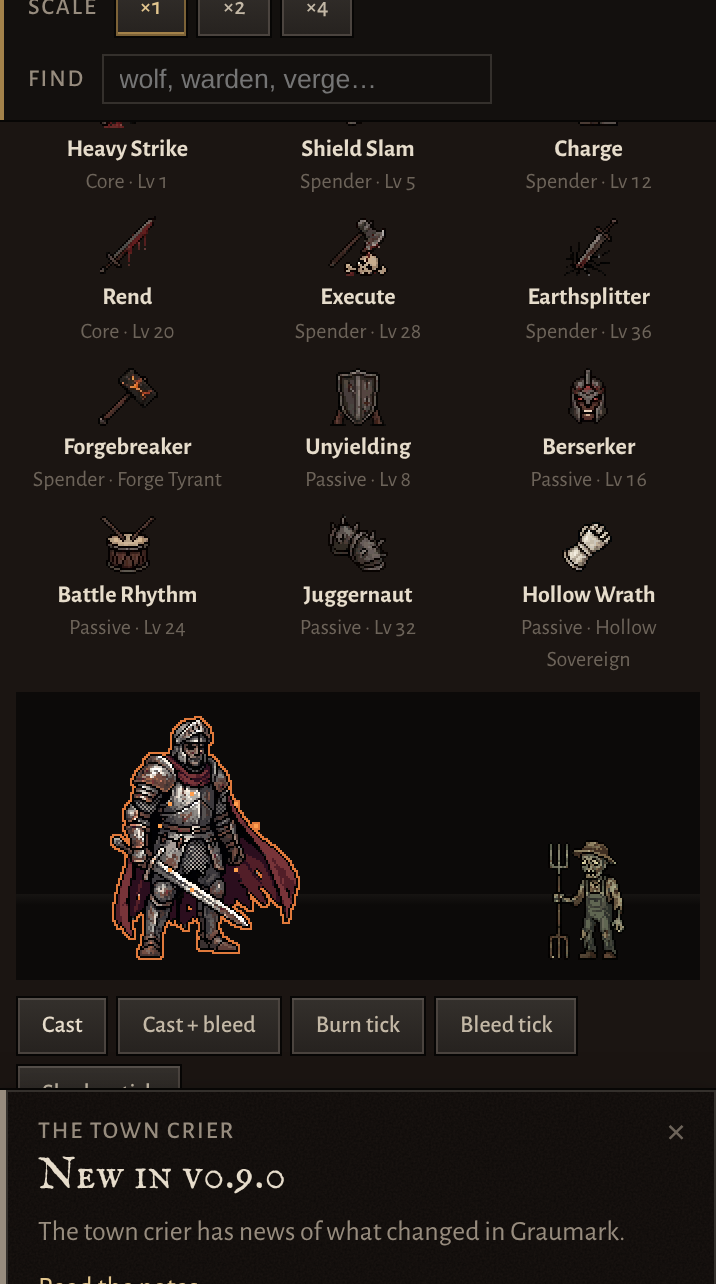 SCALE ×1 ×2 ×4
FIND wolf, warden, verge...
Heavy Strike Shield Slam Charge
Core · Lv 1 Spender · Lv 5 Spender · Lv 12
Rend Execute Earthsplitter
Core · Lv 20 Spender · Lv 28 Spender · Lv 36
Forgebreaker Unyielding Berserker
Spender · Forge Tyrant Passive · Lv 8 Passive · Lv 16
Battle Rhythm Juggernaut Hollow Wrath
Passive · Lv 24 Passive · Lv 32 Passive · Hollow
Sovereign
Cast Cast + bleed Burn tick Bleed tick
THE TOWN CRIER ×
New in v0.9.0
The town crier has news of what changed in Graumark.
Read the notes